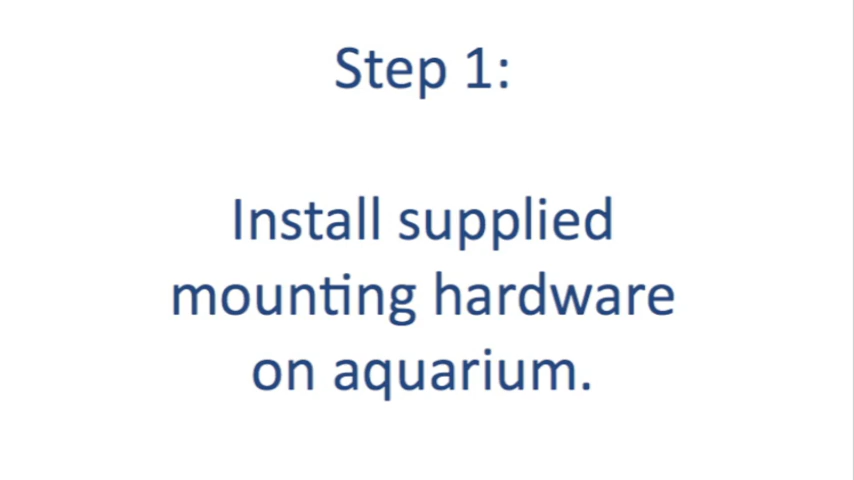 Step 1:
Install supplied
mounting hardware
on aquarium.